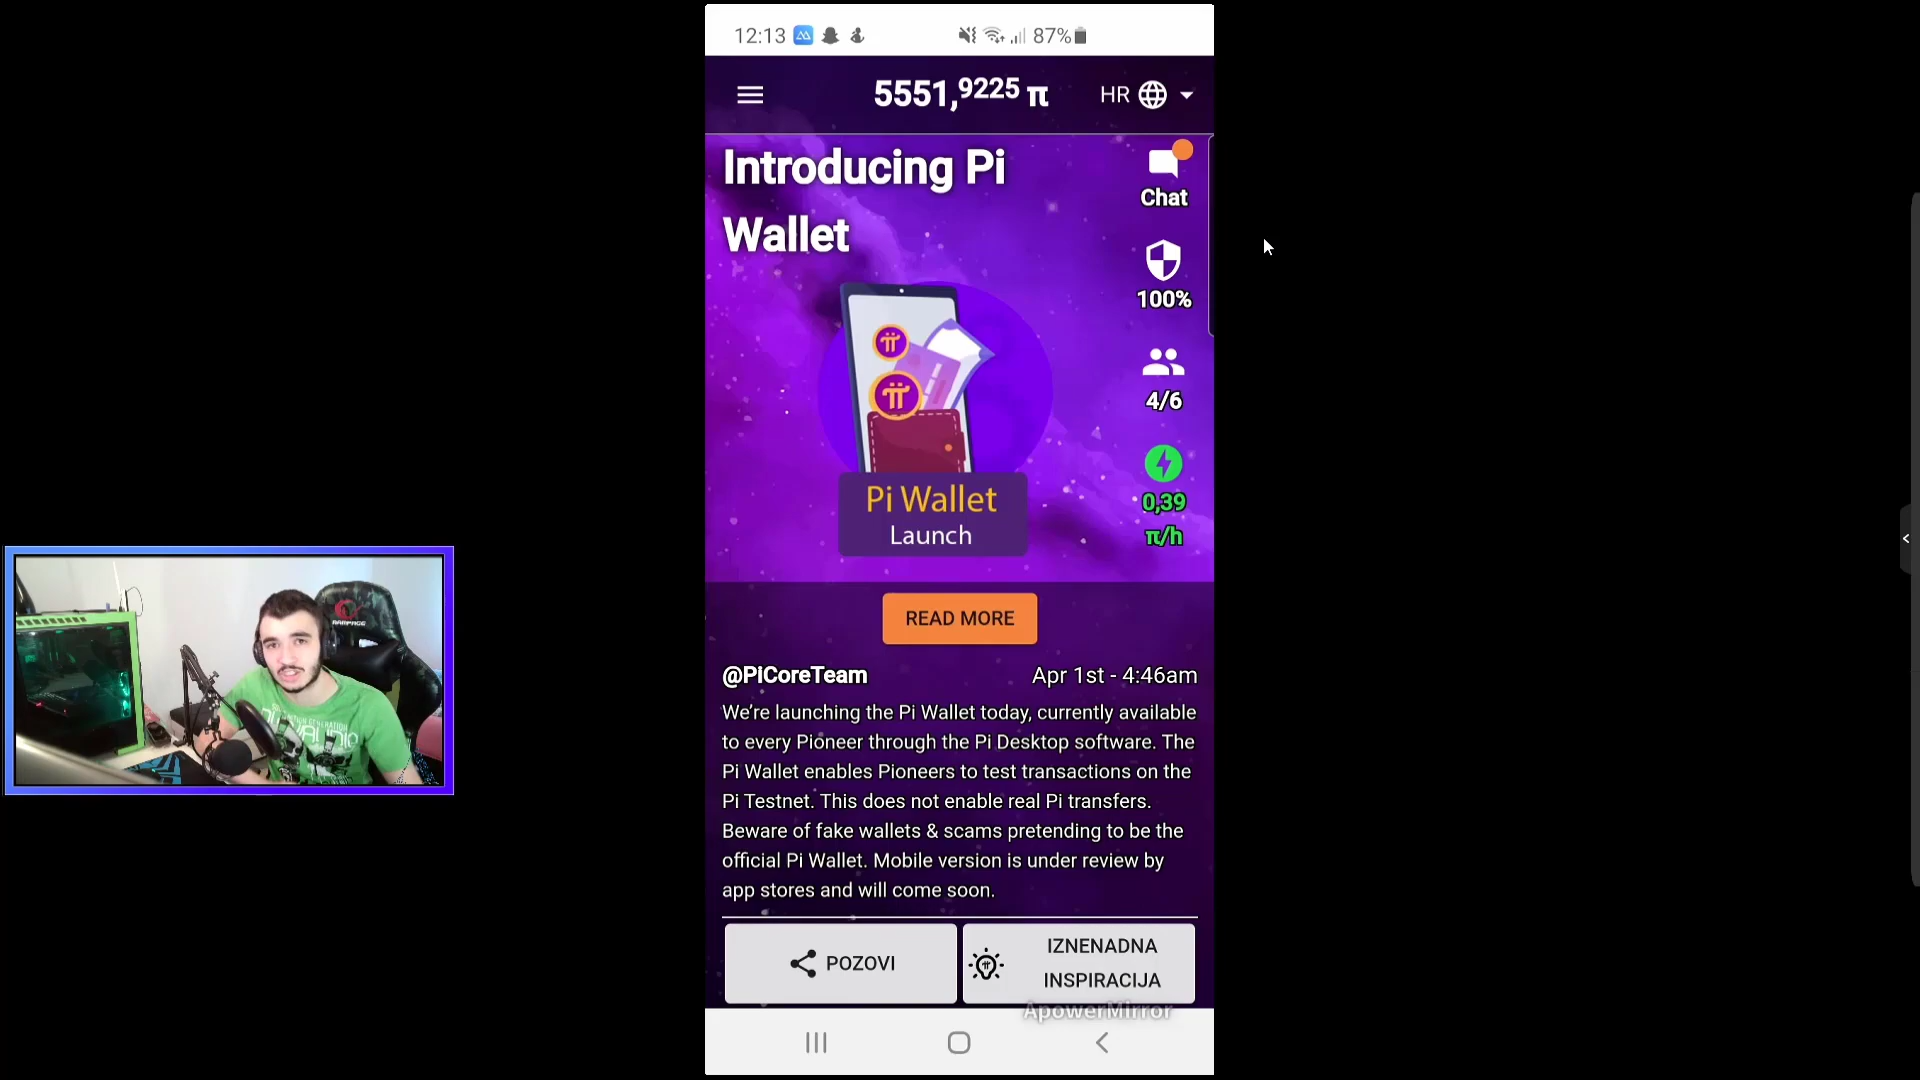 12:13
87%
5551,9225 π
HR
Introducing Pi
Wallet
Chat
100%
4/6
0,39
π/h
Pi Wallet
Launch
READ MORE
@PiCoreTeam
Apr 1st - 4:46am
We’re launching the Pi Wallet today, currently available
to every Pioneer through the Pi Desktop software. The
Pi Wallet enables Pioneers to test transactions on the
Pi Testnet. This does not enable real Pi transfers.
Beware of fake wallets & scams pretending to be the
official Pi Wallet. Mobile version is under review by
app stores and will come soon.
POZOVI
IZNENADNA
INSPIRACIJA
ApowerMirror
RAMPAGE